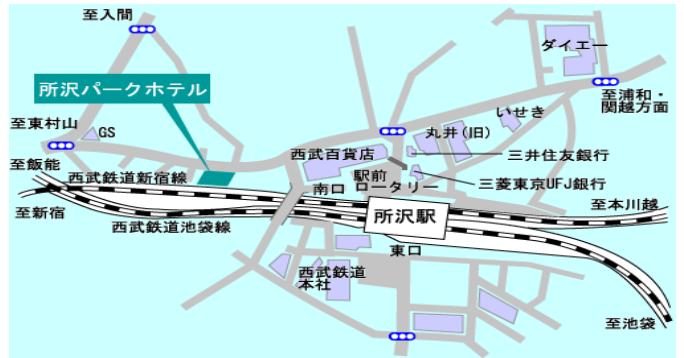 至入間
ダイエー
所沢パークホテル
至浦和・
関越方面
いせき
至東村山
GS
丸井(IB)
西武百貨店
三井住友銀行
至飯能
西武鉄道新宿線
駅前
南口 ロータリー
三菱東京UFJ銀行
至新宿
西武鉄道池袋線
所沢駅
至本川越
東口
西武鉄道
本社
至池袋